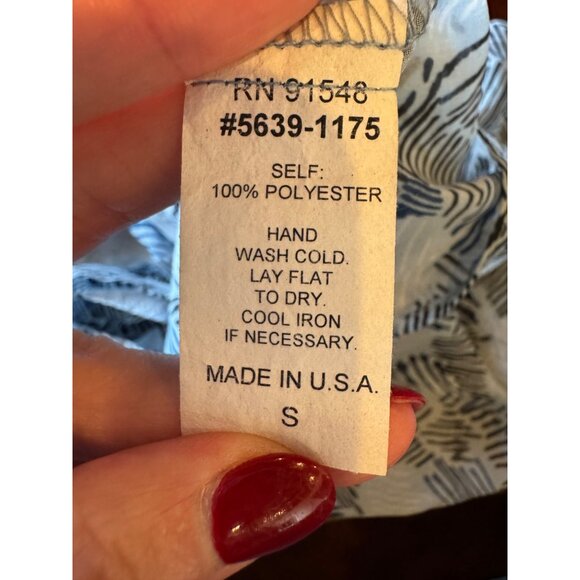 RN 91548
#5639-1175
SELF:
100% POLYESTER
HAND
WASH COLD.
LAY FLAT
TO DRY.
COOL IRON
IF NECESSARY.
MADE IN U.S.A.
S